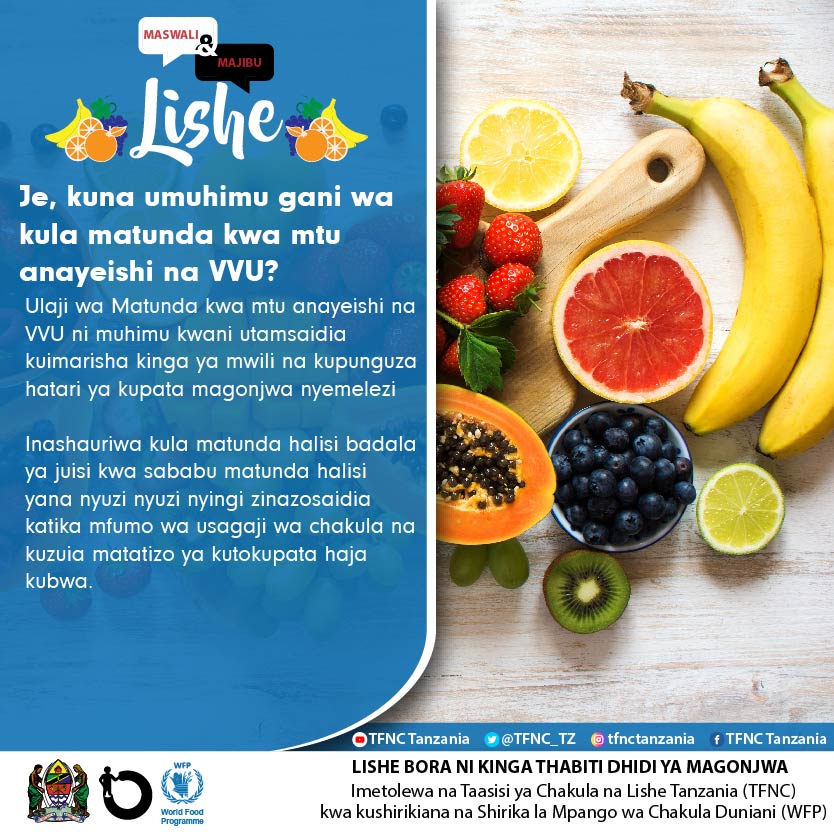 MASWALI
&
MAJIBU
Lishe
Je, kuna umuhimu gani wa
kula matunda kwa mtu
anayeishi na VVU?
Ulaji wa Matunda kwa mtu anayeishi na
VVU ni muhimu kwani utamsaidia
kuimarisha kinga ya mwili na kupunguza
hatari ya kupata magonjwa nyemelezi
Inashauriwa kula matunda halisi badala
ya juisi kwa sababu matunda halisi
yana nyuzi nyuzi nyingi zinazosaidia
katika mfumo wa usagaji wa chakula na
kuzuia matatizo ya kutokupata haja
kubwa.
TFNC Tanzania @TFNC_TZ tfnctanzania TFNC Tanzania
WFP
World Food
Programme
LISHE BORA NI KINGA THABITI DHIDI YA MAGONJWA
Imetolewa na Taasisi ya Chakula na Lishe Tanzania (TFNC)
kwa kushirikiana na Shirika la Mpango wa Chakula Duniani (WFP)